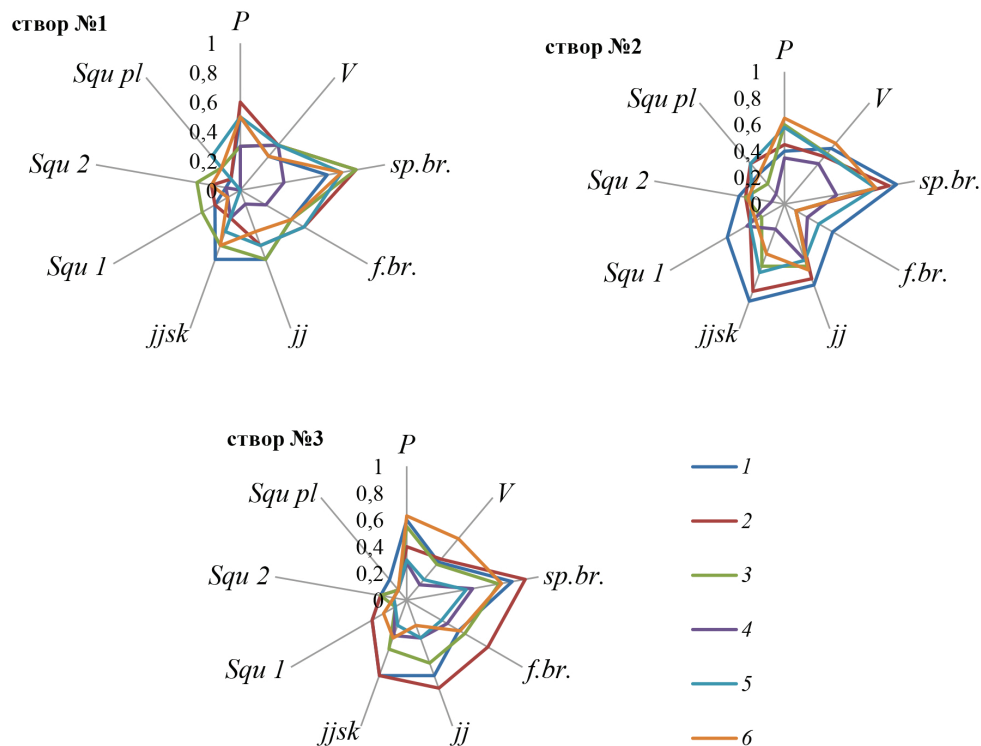 створ №1
P
1
0,8
0,6
0,4
0,2
0
V
sp.br.
f.br.
jj
jjsk
Squ 1
Squ 2
Squ pl
створ №2
P
1
0,8
0,6
0,4
0,2
0
V
sp.br.
f.br.
jj
jjsk
Squ 1
Squ 2
Squ pl
створ №3
P
1
0,8
0,6
0,4
0,2
0
V
sp.br.
f.br.
jj
jjsk
Squ 1
Squ 2
Squ pl
1
2
3
4
5
6